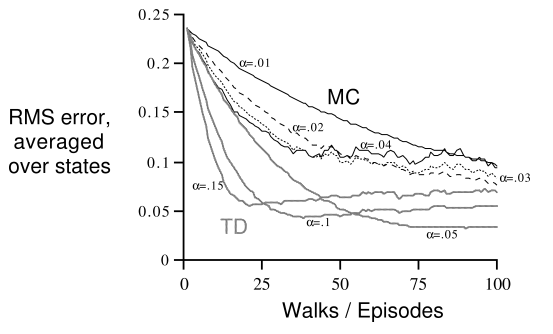 0.25
0.2
0.15
0.1
0.05
0
RMS error,
averaged
over states
α=.01
MC
α=.02
α=.04
α=.03
α=.15
TD
α=.1
α=.05
0 25 50 75 100
Walks / Episodes